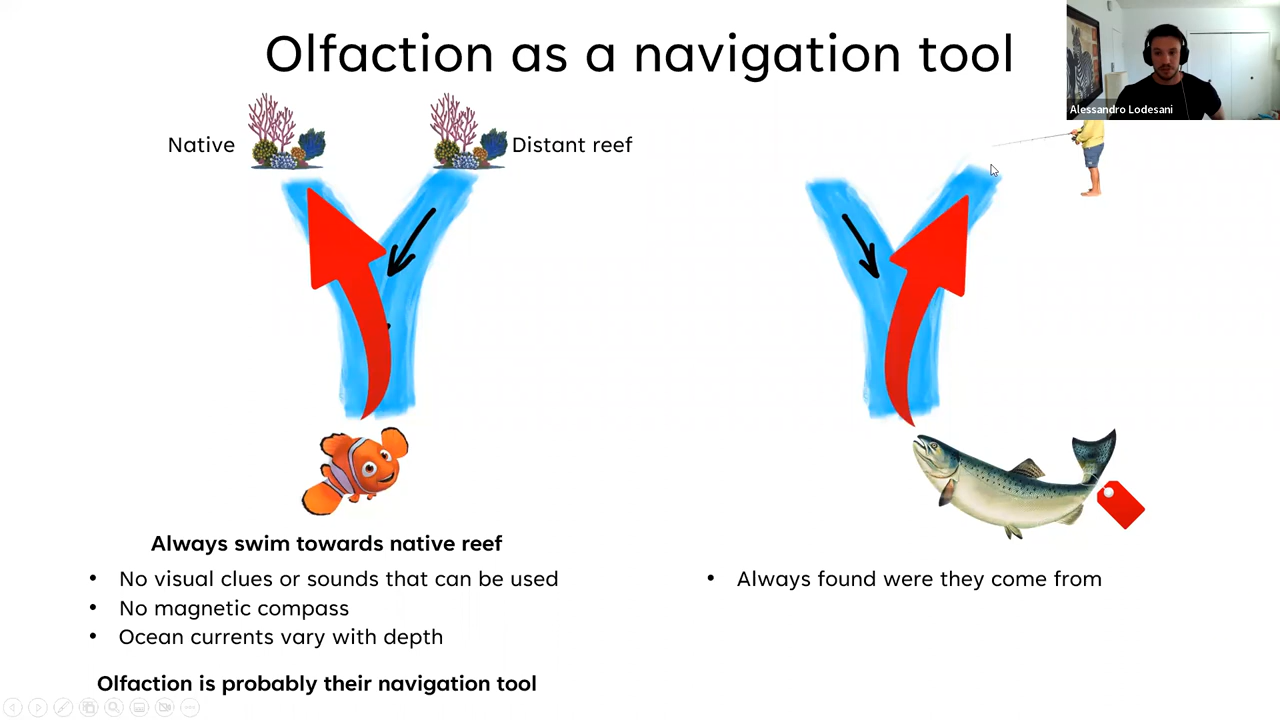 Olfaction as a navigation tool
Alessandro Lodesani
Native
Distant reef
Always swim towards native reef
• No visual clues or sounds that can be used
• No magnetic compass
• Ocean currents vary with depth
Olfaction is probably their navigation tool
• Always found were they come from